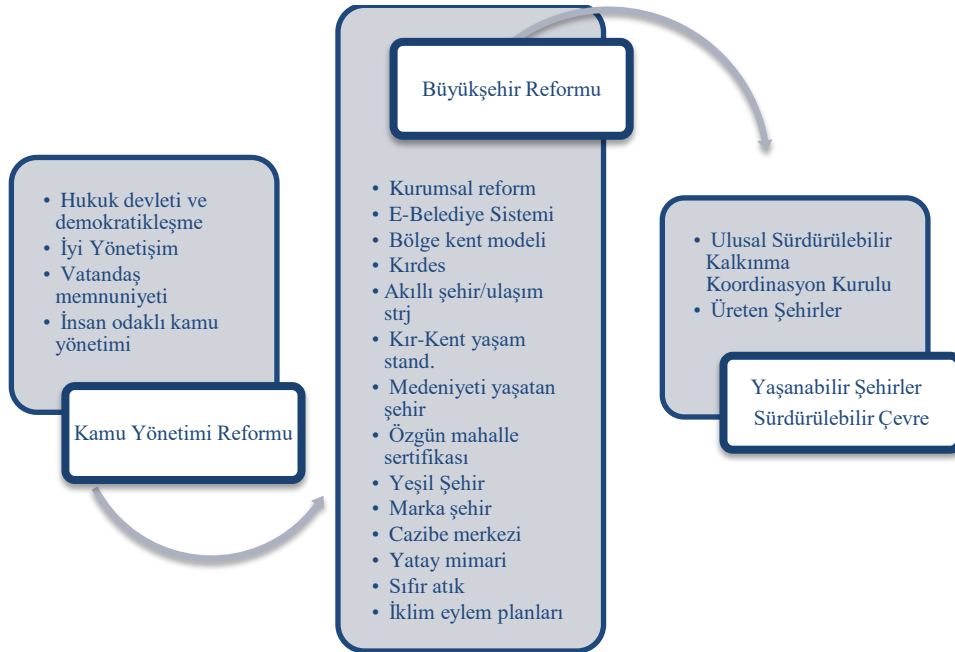 • Hukuk devleti ve
demokratikleşme
• İyi Yönetişim
• Vatandaş
memnuniyeti
• İnsan odaklı kamu
yönetimi
Kamu Yönetimi Reformu
Büyükşehir Reformu
• Kurumsal reform
• E-Belediye Sistemi
• Bölge kent modeli
• Kırdes
• Akıllı şehir/ulaşım
strj
• Kır-Kent yaşam
stand.
• Medeniyeti yaşatan
şehir
• Özgün mahalle
sertifikası
• Yeşil Şehir
• Marka şehir
• Cazibe merkezi
• Yatay mimari
• Sıfır atık
• İklim eylem planları
• Ulusal Sürdürülebilir
Kalkınma
Koordinasyon Kurulu
• Üreten Şehirler
Yaşanabilir Şehirler
Sürdürülebilir Çevre